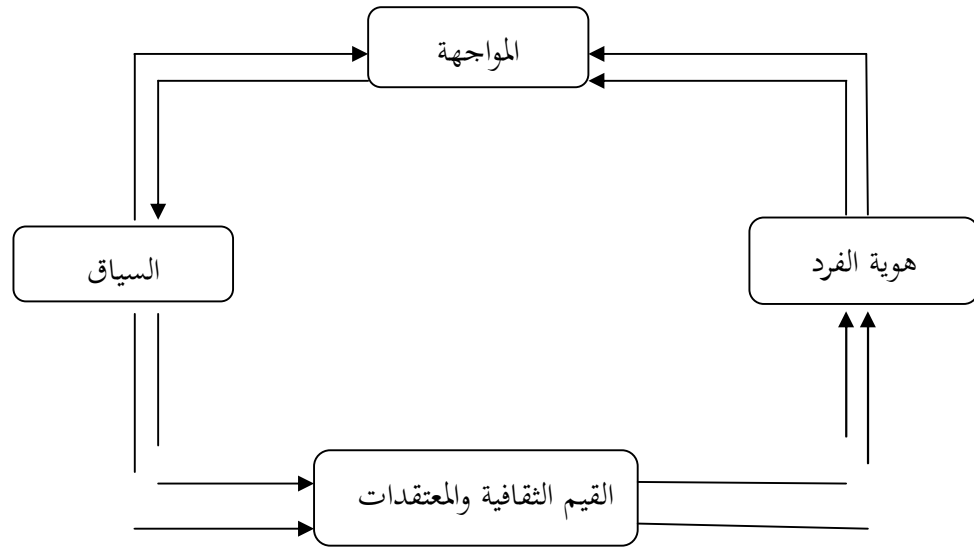 المواجهة
هوية الفرد
السياق
القيم الثقافية والمعتقدات